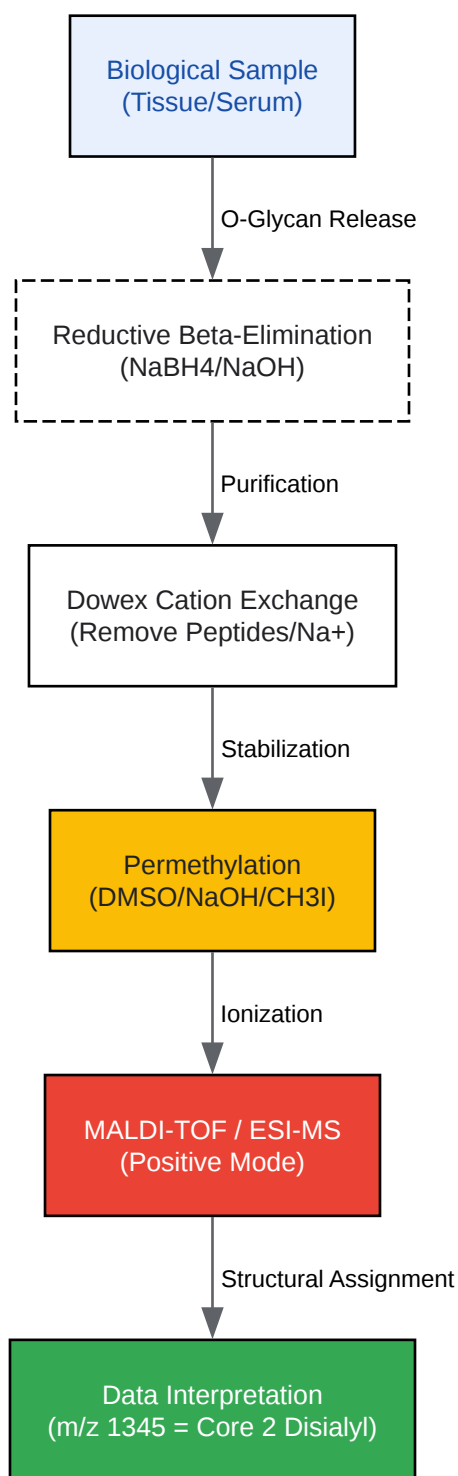 Biological Sample
(Tissue/Serum)
O-Glycan Release
Reductive Beta-Elimination
(NaBH4/NaOH)
Purification
Dowex Cation Exchange
(Remove Peptides/Na+)
Stabilization
Permethylation
(DMSO/NaOH/CH3I)
Ionization
MALDI-TOF / ESI-MS
(Positive Mode)
Structural Assignment
Data Interpretation
(m/z 1345 = Core 2 Disialyl)